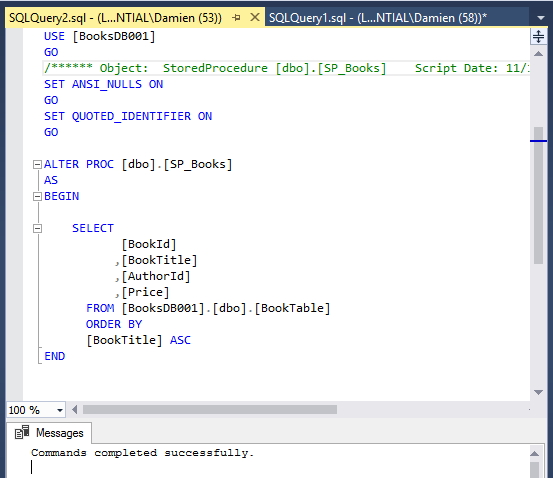 SQLQuery2.sql - (L...NTIAL\Damien (53)) SQLQuery1.sql - (L...NTIAL\Damien (58))*
USE [BooksDB001]
GO
/****** Object:  StoredProcedure [dbo].[SP_Books]    Script Date: 11/
SET ANSI_NULLS ON
GO
SET QUOTED_IDENTIFIER ON
GO
ALTER PROC [dbo].[SP_Books]
AS
BEGIN
SELECT
[BookId]
,[BookTitle]
,[AuthorId]
,[Price]
FROM [BooksDB001].[dbo].[BookTable]
ORDER BY
[BookTitle] ASC
END
100 %
Messages
Commands completed successfully.